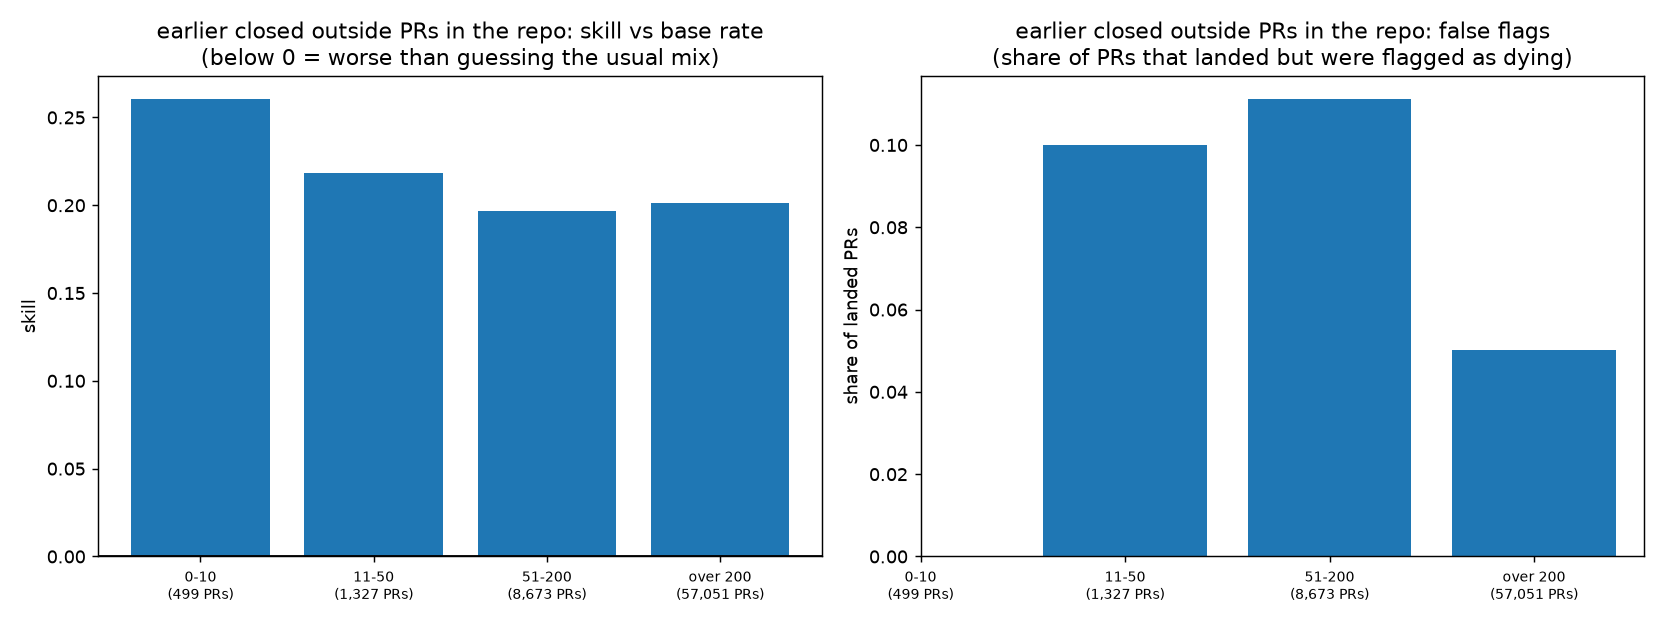 earlier closed outside PRs in the repo: skill vs base rate
(below 0 = worse than guessing the usual mix)
skill
0.25
0.20
0.15
0.10
0.05
0.00
0-10
(499 PRs)
11-50
(1,327 PRs)
51-200
(8,673 PRs)
over 200
(57,051 PRs)
earlier closed outside PRs in the repo: false flags
(share of PRs that landed but were flagged as dying)
share of landed PRs
0.10
0.08
0.06
0.04
0.02
0.00
0-10
(499 PRs)
11-50
(1,327 PRs)
51-200
(8,673 PRs)
over 200
(57,051 PRs)